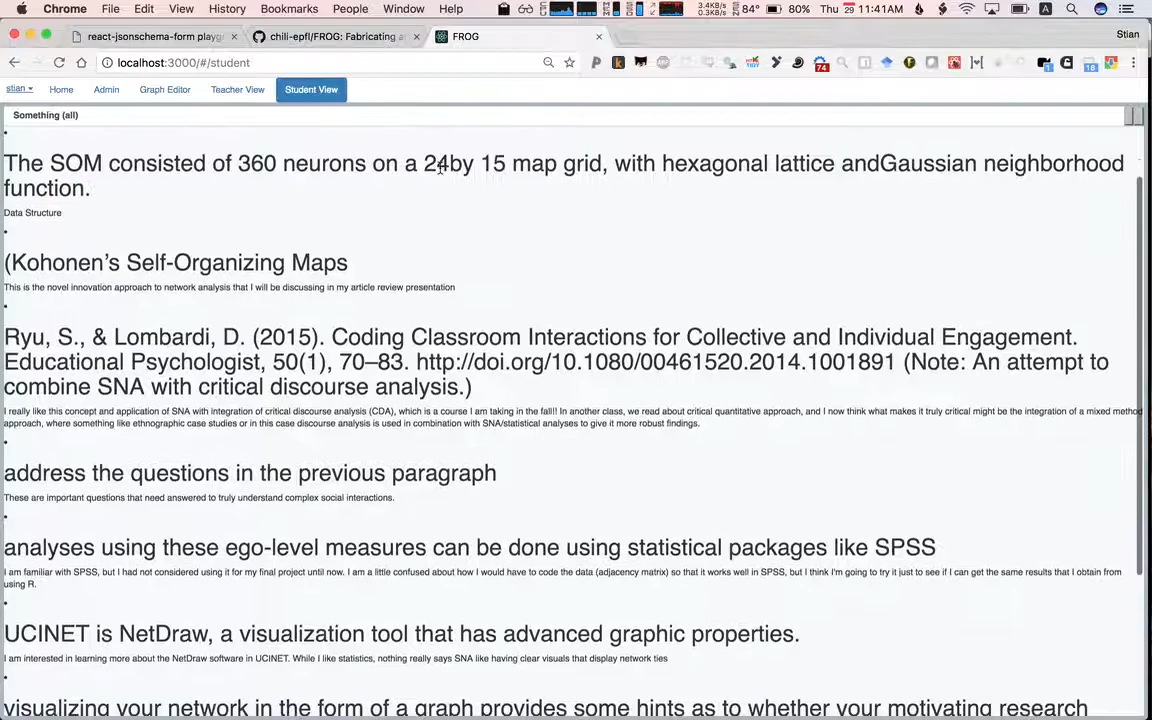 Chrome File Edit View History Bookmarks People Window Help 3.4KB/s 0.3KB/s 84° 80% Thu 29 11:41AM
react-jsonschema-form playg × chili-epfl/FROG: Fabricating a × FROG × Stian
localhost:3000/#/student
stian Home Admin Graph Editor Teacher View Student View
Something (all)
The SOM consisted of 360 neurons on a 24by 15 map grid, with hexagonal lattice andGaussian neighborhood
function.
Data Structure
(Kohonen’s Self-Organizing Maps
This is the novel innovation approach to network analysis that I will be discussing in my article review presentation
Ryu, S., & Lombardi, D. (2015). Coding Classroom Interactions for Collective and Individual Engagement.
Educational Psychologist, 50(1), 70–83. http://doi.org/10.1080/00461520.2014.1001891 (Note: An attempt to
combine SNA with critical discourse analysis.)
I really like this concept and application of SNA with integration of critical discourse analysis (CDA), which is a course I am taking in the fall!! In another class, we read about critical quantitative approach, and I now think what makes it truly critical might be the integration of a mixed method
approach, where something like ethnographic case studies or in this case discourse analysis is used in combination with SNA/statistical analyses to give it more robust findings.
address the questions in the previous paragraph
These are important questions that need answered to truly understand complex social interactions.
analyses using these ego-level measures can be done using statistical packages like SPSS
I am familiar with SPSS, but I had not considered using it for my final project until now. I am a little confused about how I would have to code the data (adjacency matrix) so that it works well in SPSS, but I think I'm going to try it just to see if I can get the same results that I obtain from
using R.
UCINET is NetDraw, a visualization tool that has advanced graphic properties.
I am interested in learning more about the NetDraw software in UCINET. While I like statistics, nothing really says SNA like having clear visuals that display network ties
visualizing your network in the form of a graph provides some hints as to whether your motivating research